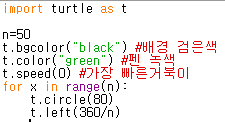 import turtle as t

n=50
t.bgcolor("black") #배경 검은색
t.color("green") #펜 녹색
t.speed(0) #가장 빠른거북이
for x in range(n):
    t.circle(80)
    t.left(360/n)